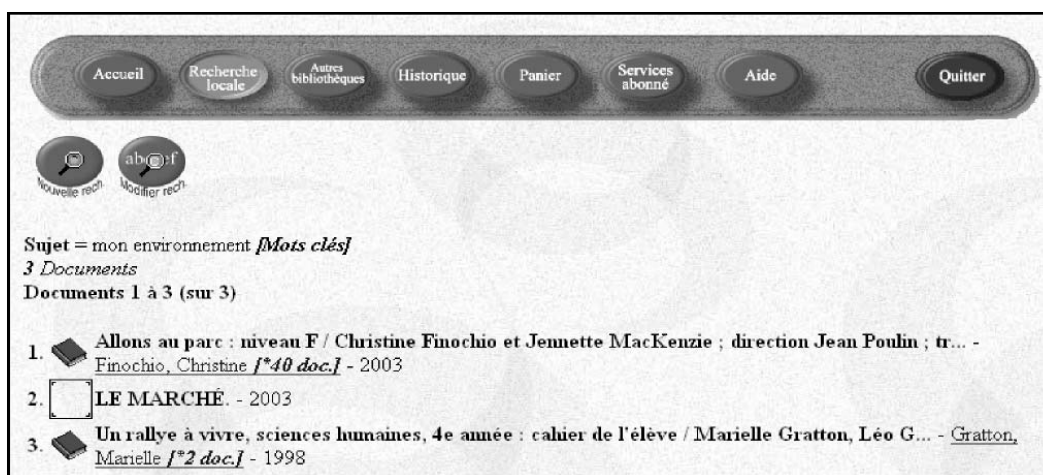 Accueil
Recherche
locale
Autres
bibliothèques
Historique
Panier
Services
abonné
Aide
Quitter
Nouvelle rech.
Modifier rech.
Sujet = mon environnement [Mots clés]
3 Documents
Documents 1 à 3 (sur 3)
1. Allons au parc : niveau F / Christine Finochio et Jennette MacKenzie ; direction Jean Poulin ; tr... -
Finochio, Christine [*40 doc.] - 2003
2. LE MARCHÉ. - 2003
3. Un rallye à vivre, sciences humaines, 4e année : cahier de l'élève / Marielle Gratton, Léo G... - Gratton,
Marielle [*2 doc.] - 1998